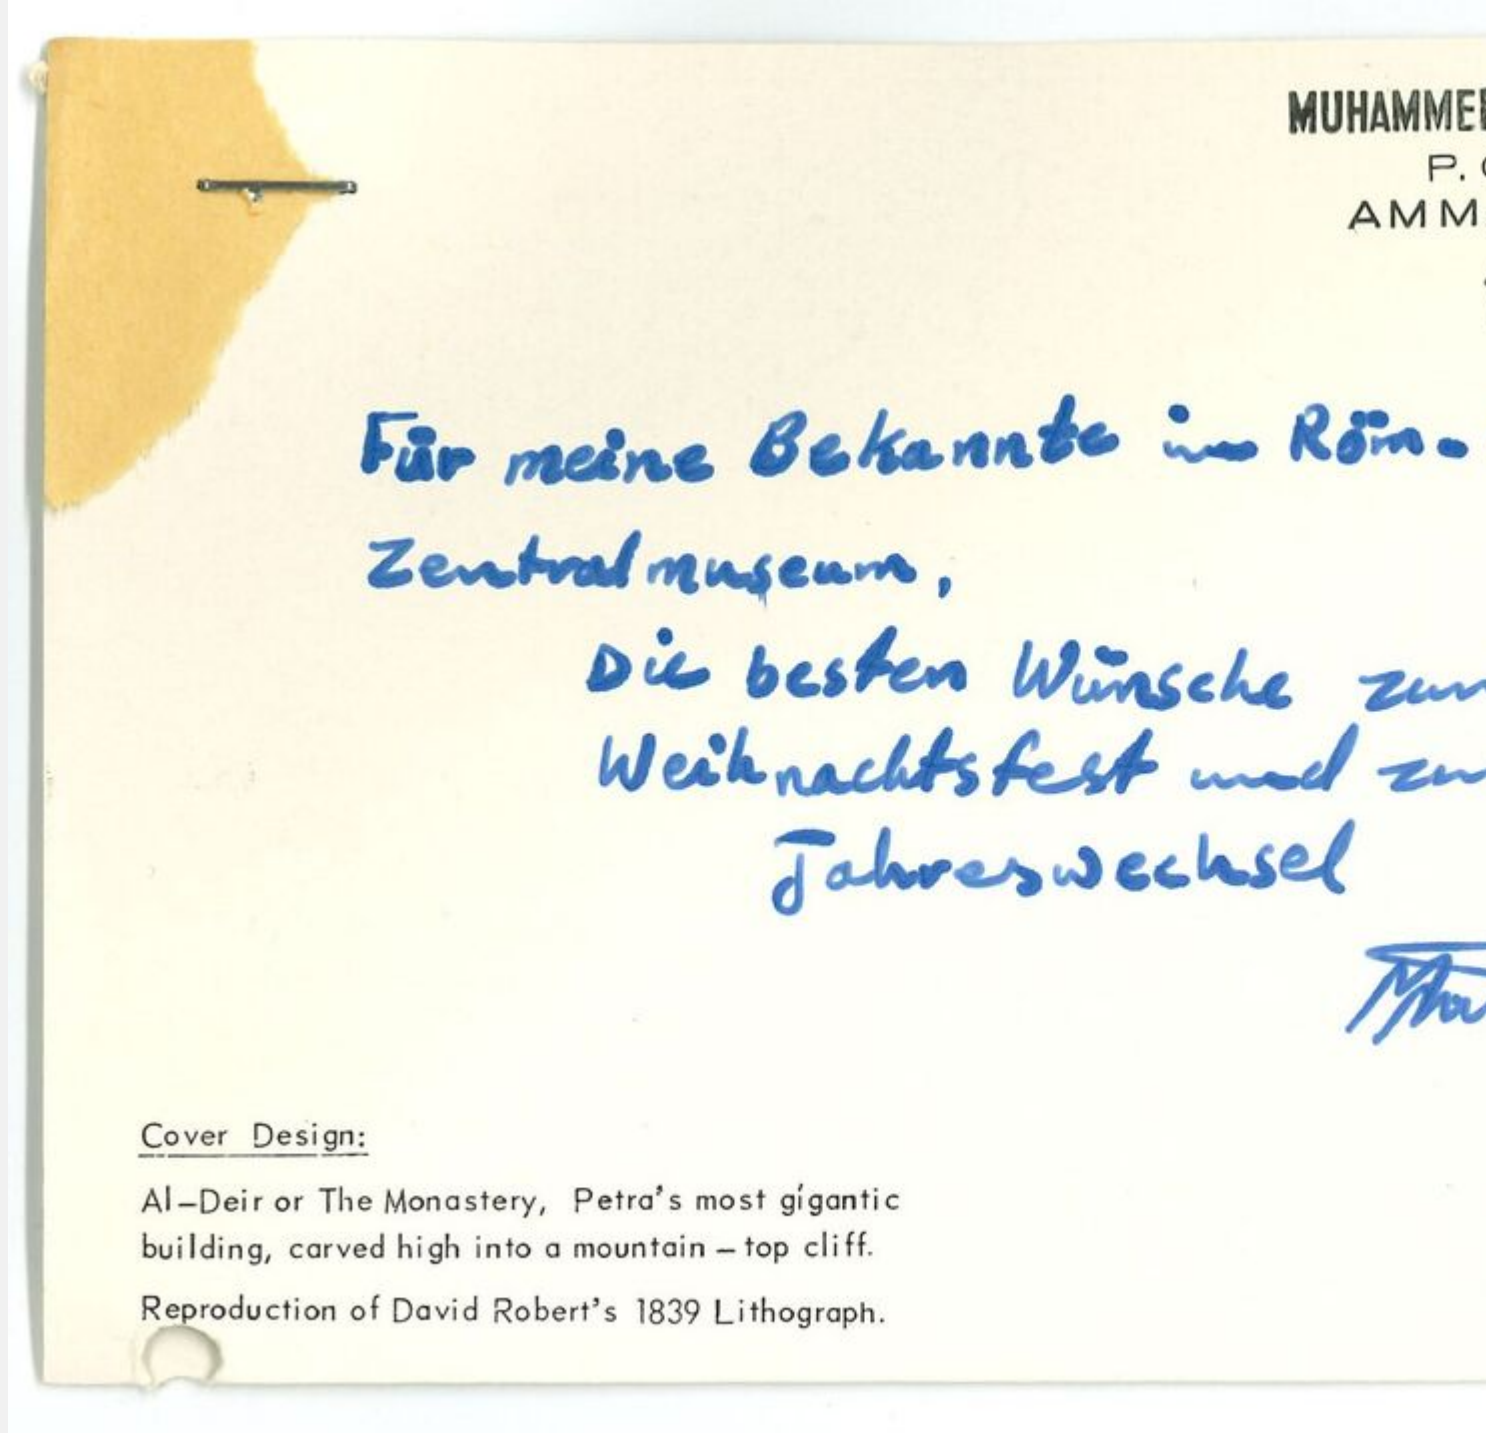 MUHAMME
P.
AMM
Für meine Bekannte im Röm.
Zentralmuseum,
Die besten Wünsche zum
Weihnachtsfest und zu
Jahreswechsel
Cover Design:
Al-Deir or The Monastery, Petra's most gigantic
building, carved high into a mountain - top cliff.
Reproduction of David Robert's 1839 Lithograph.